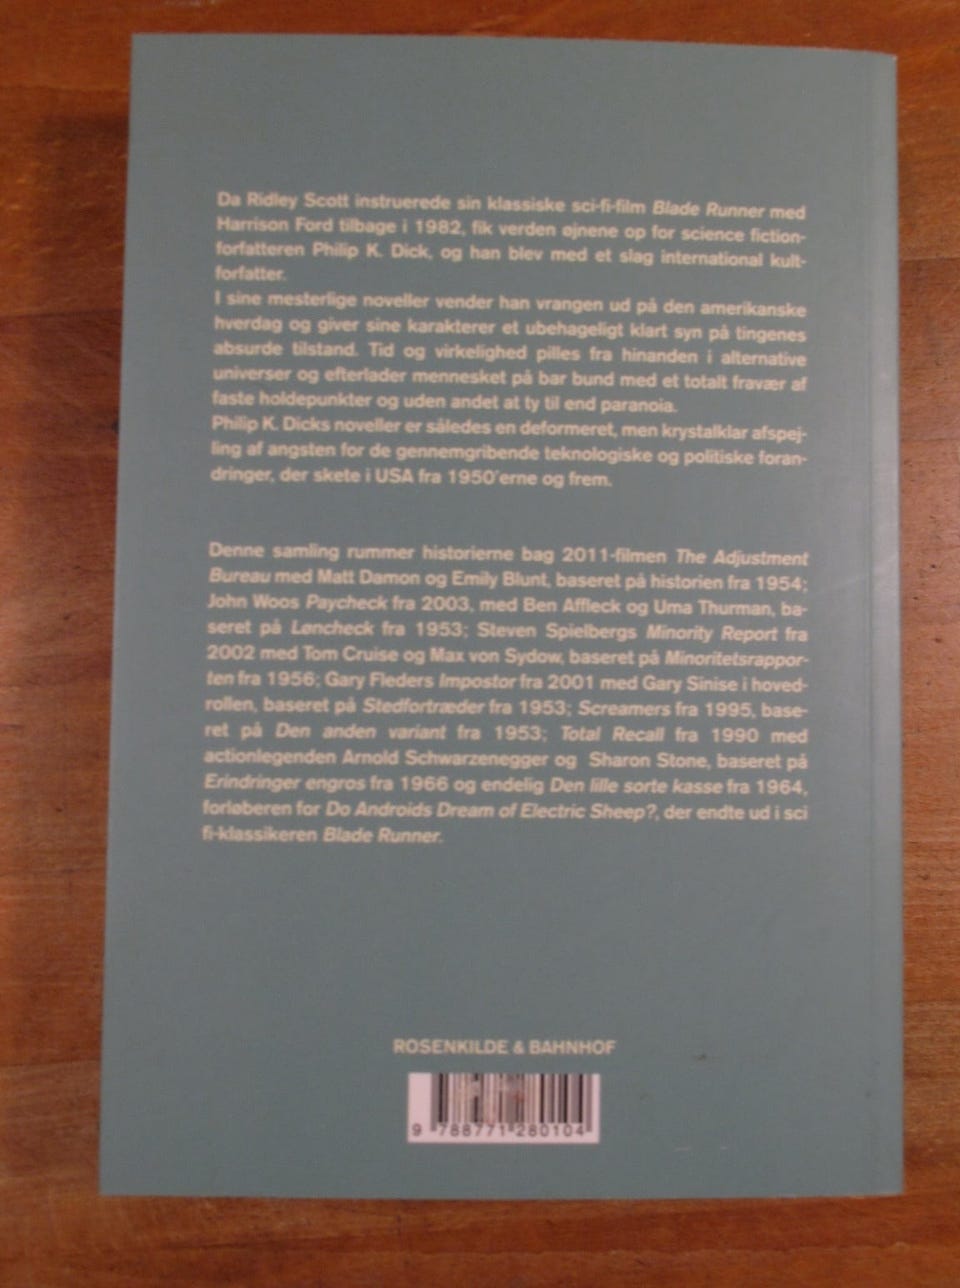 Da Ridley Scott instruerede sin klassiske sci-fi-film Blade Runner med
Harrison Ford tilbage i 1982, fik verden øjnene op for science fiction-
forfatteren Philip K. Dick, og han blev med et slag international kult-
forfatter.
I sine mesterlige noveller vender han vrangen ud på den amerikanske
hverdag og giver sine karakterer et ubehageligt klart syn på tingenes
absurde tilstand. Tid og virkelighed pilles fra hinanden i alternative
universer og efterlader mennesket på bar bund med et totalt fravær af
faste holdepunkter og uden andet at ty til end paranoia.
Philip K. Dicks noveller er således en deformeret, men krystalklar afspej-
ling af angsten for de gennemgribende teknologiske og politiske foran-
dringer, der skete i USA fra 1950'erne og frem.
Denne samling rummer historierne bag 2011-filmen The Adjustment
Bureau med Matt Damon og Emily Blunt, baseret på historien fra 1954;
John Woos Paycheck fra 2003, med Ben Affleck og Uma Thurman, ba-
seret på Løncheck fra 1953; Steven Spielbergs Minority Report fra
2002 med Tom Cruise og Max von Sydow, baseret på Minoritetsrappor-
ten fra 1956; Gary Fleders Impostor fra 2001 med Gary Sinise i hoved-
rollen, baseret på Stedfortræder fra 1953; Screamers fra 1995, base-
ret på Den anden variant fra 1953; Total Recall fra 1990 med
actionlegenden Arnold Schwarzenegger og Sharon Stone, baseret på
Erindringer engros fra 1966 og endelig Den lille sorte kasse fra 1964,
forløberen for Do Androids Dream of Electric Sheep?, der endte ud i sci
fi-klassikeren Blade Runner.
ROSENKILDE & BAHNHOF
9 788771 280104